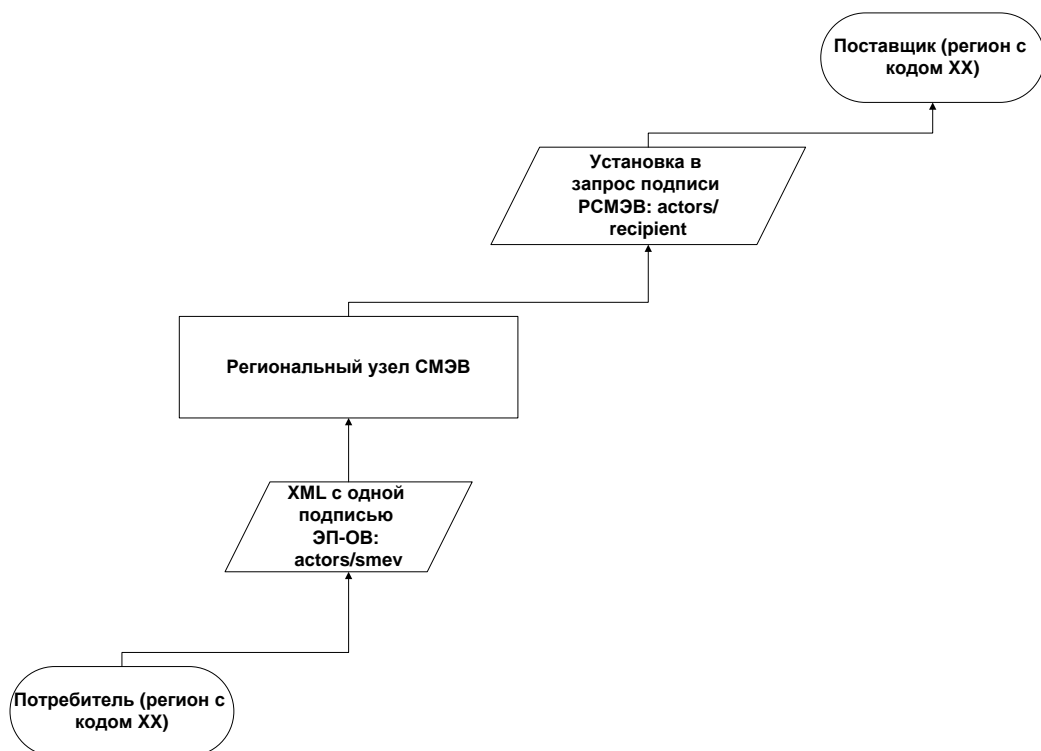 Поставщик (регион с
кодом XX)
Установка в
запрос подписи
РСМЭВ: actors/
recipient
Региональный узел СМЭВ
XML с одной
подписью
ЭП-ОВ:
actors/smev
Потребитель (регион с
кодом XX)